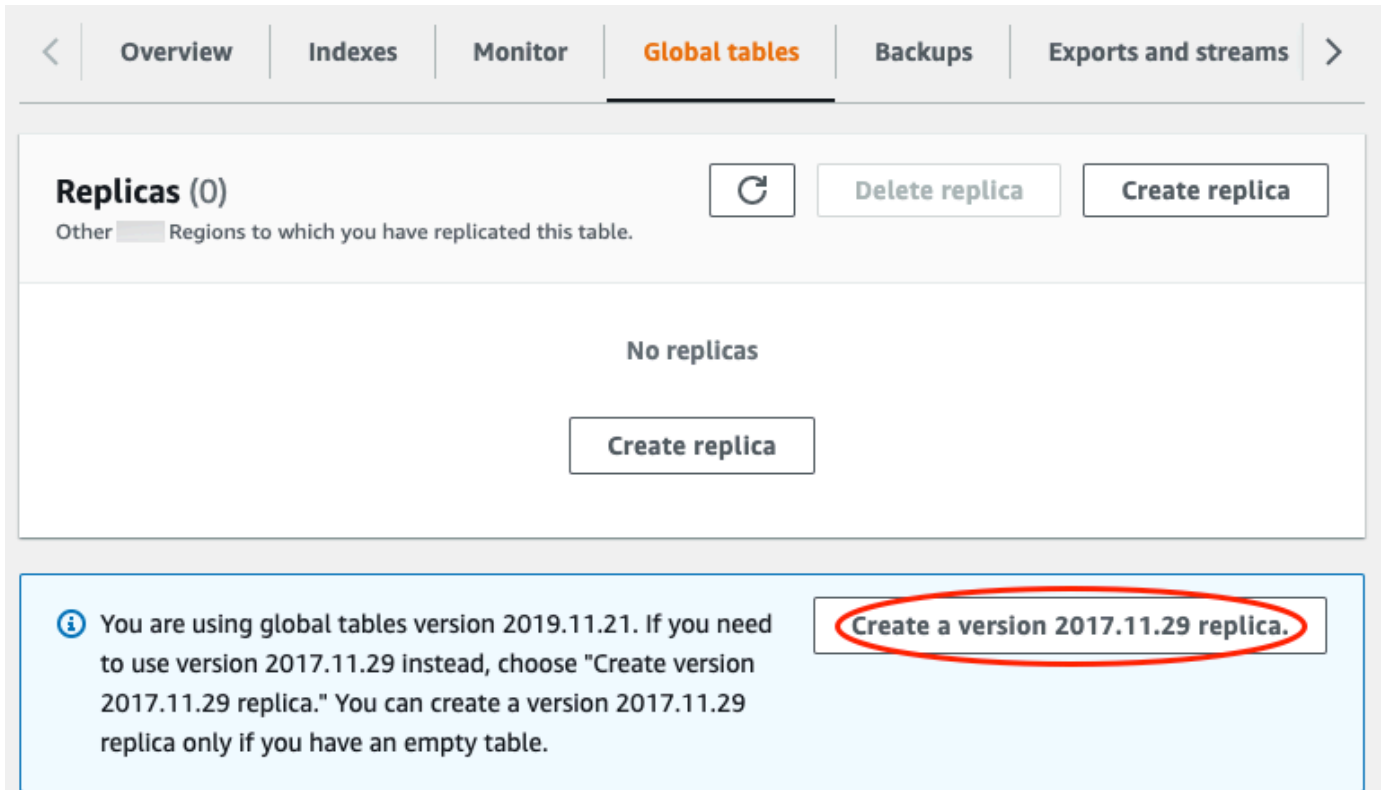 Overview Indexes Monitor Global tables Backups Exports and streams
Replicas (0)
Delete replica
Create replica
Other Regions to which you have replicated this table.
No replicas
Create replica
You are using global tables version 2019.11.21. If you need
to use version 2017.11.29 instead, choose "Create version
2017.11.29 replica." You can create a version 2017.11.29
replica only if you have an empty table.
Create a version 2017.11.29 replica.